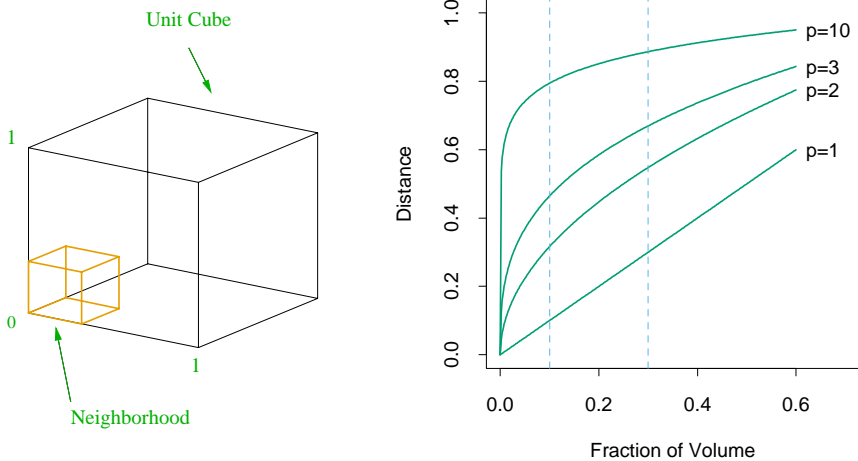 Unit Cube
1
0
1
Neighborhood
1.0
0.8
0.6
0.4
0.2
0.0
Distance
p=10
p=3
p=2
p=1
0.0 0.2 0.4 0.6
Fraction of Volume